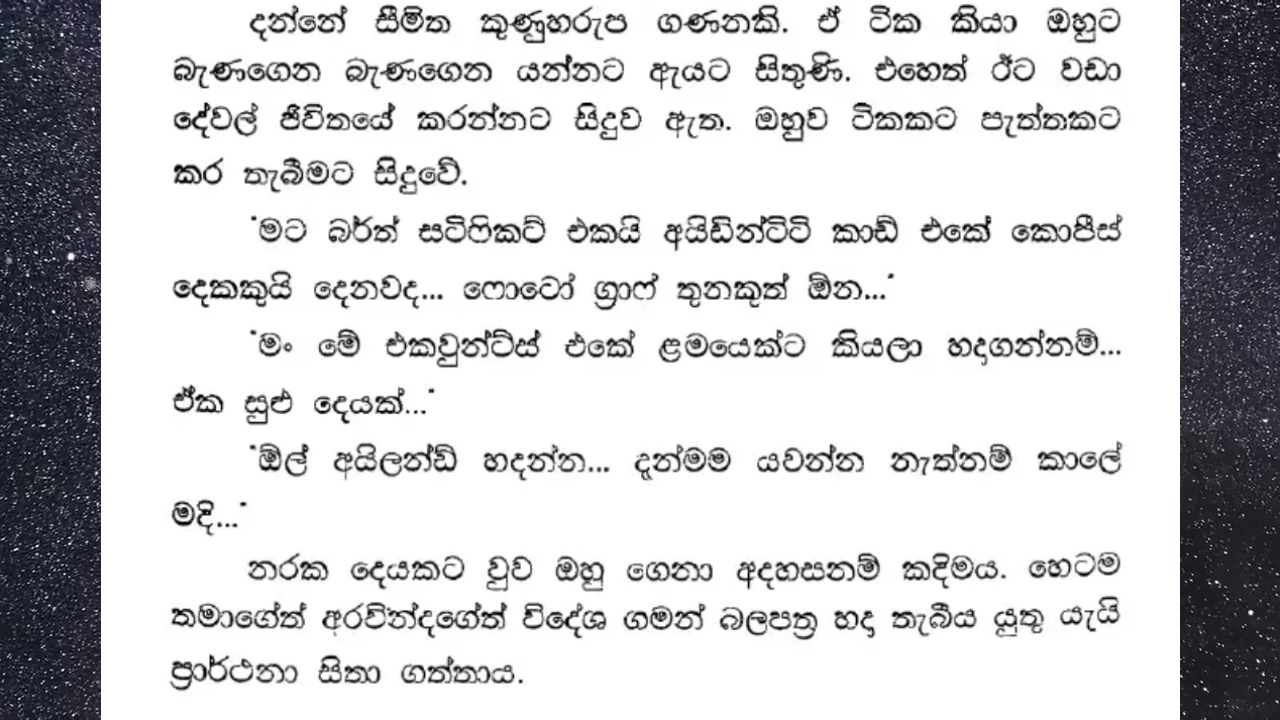 දන්නේ සීමිත කුණුහරුප ගණනකි. ඒ ටික කියා ඔහුට
බැණගෙන බැණගෙන යන්නට ඇයට සිතුණි. එහෙත් ඊට වඩා
දේවල් ජීවිතයේ කරන්නට සිදුව ඇත. ඔහුව ටිකකට පැත්තකට
කර තැබීමට සිදුවේ.
"මට බර්ත් සටිෆිකට් එකයි අයිඩින්ටිටි කාඩ් එකේ කොපීස්
දෙකකුයි දෙනවද... ෆොටෝ ග්‍රාෆ් තුනකුත් ඕන..."
"මං මේ එකවුන්ට්ස් එකේ ළමයෙක්ට කියලා හදාගන්නම්...
ඒක සුළු දෙයක්..."
"ඕල් අයිලන්ඩ් හදන්න... දැන්මම යවන්න නැත්නම් කාලේ
මදි..."
නරක දෙයකට වුව ඔහු ගෙනා අදහසනම් කදිමය. හෙටම
තමාගේත් අරවින්දගේත් විදේශ ගමන් බලපත්‍ර හදා තැබීය යුතු යැයි
ප්‍රාර්ථනා සිතා ගත්තාය.